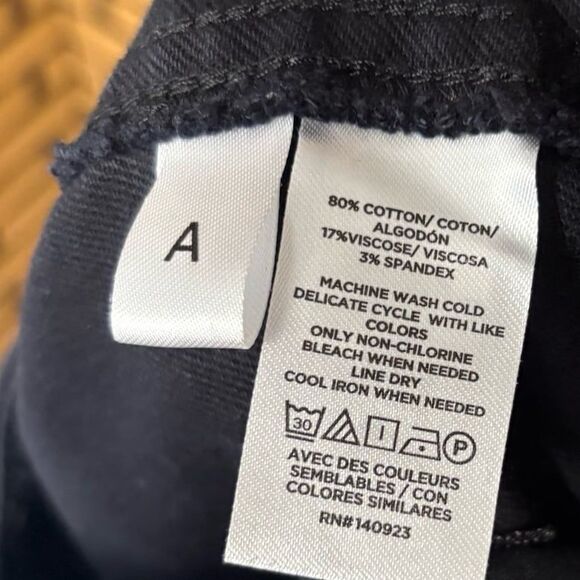 A
80% COTTON/ COTON/
ALGODÓN
17%VISCOSE/ VISCOSA
3% SPANDEX
MACHINE WASH COLD
DELICATE CYCLE WITH LIKE
COLORS
ONLY NON-CHLORINE
BLEACH WHEN NEEDED
LINE DRY
COOL IRON WHEN NEEDED
30 P
AVEC DES COULEURS
SEMBLABLES / CON
COLORES SIMILARES
RN#140923